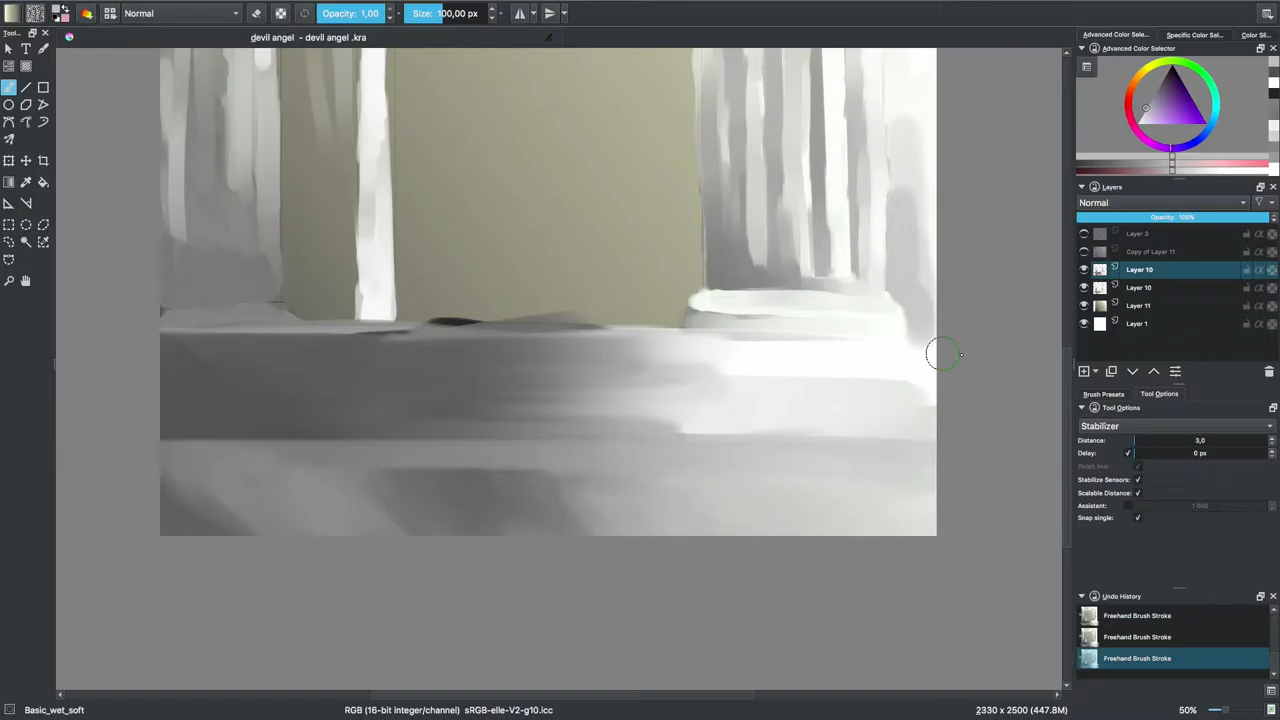 Normal
Opacity: 1,00
Size: 100,00 px
devil angel - devil angel .kra
Tool...
Advanced Color Sele...
Specific Color Sel...
Color Sli...
Advanced Color Selector
Layers
Normal
Opacity: 100%
Layer 3
Copy of Layer 11
Layer 10
Layer 10
Layer 11
Layer 1
Brush Presets
Tool Options
Tool Options
Stabilizer
Distance:
3,0
Delay:
0 px
Finish line:
Stabilize Sensors:
Scalable Distance:
Assistant:
1.000
Snap single:
Undo History
Freehand Brush Stroke
Freehand Brush Stroke
Freehand Brush Stroke
Basic_wet_soft
RGB (16-bit integer/channel) sRGB-elle-V2-g10.icc
2330 x 2500 (447.8M)
50%